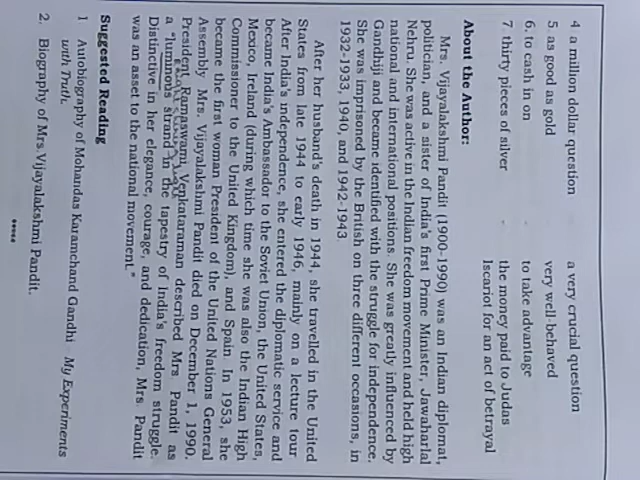 4 a million dollar question - a very crucial question
5. as good as gold very well-behaved
6. to cash in on - to take advantage
7. thirty pieces of silver - the money paid to Judas
Iscariot for an act of betrayal
About the Author:
Mrs. Vijayalakshmi Pandit (1900-1990) was an Indian diplomat,
politician, and a sister of India's first Prime Minister, Jawaharlal
Nehru. She was active in the Indian freedom movement and held high
national and international positions. She was greatly influenced by
Gandhiji and became identified with the struggle for independence.
She was imprisoned by the British on three different occasions, in
1932-1933, 1940, and 1942-1943
After her husband's death in 1944, she travelled in the United
States from late 1944 to early 1946, mainly on a lecture tour
After India's independence, she entered the diplomatic service and
became India's Ambassador to the Soviet Union, the United States,
Mexico, Ireland (during which time she was also the Indian High
Commissioner to the United Kingdom), and Spain. In 1953, she
became the first woman President of the United Nations General
Assembly Mrs. Vijayalakshmi Pandit died on December 1, 1990.
President Ramaswami Venkataraman described Mrs. Pandit as
a "luminous strand in the tapestry of India's freedom struggle.
Distinctive in her elegance, courage, and dedication, Mrs. Pandit
was an asset to the national movement."
Suggested Reading
1 Autobiography of Mohandas Karamchand Gandhi My Experiments
with Truth.
2. Biography of Mrs.Vijayalakshmi Pandit.
*****